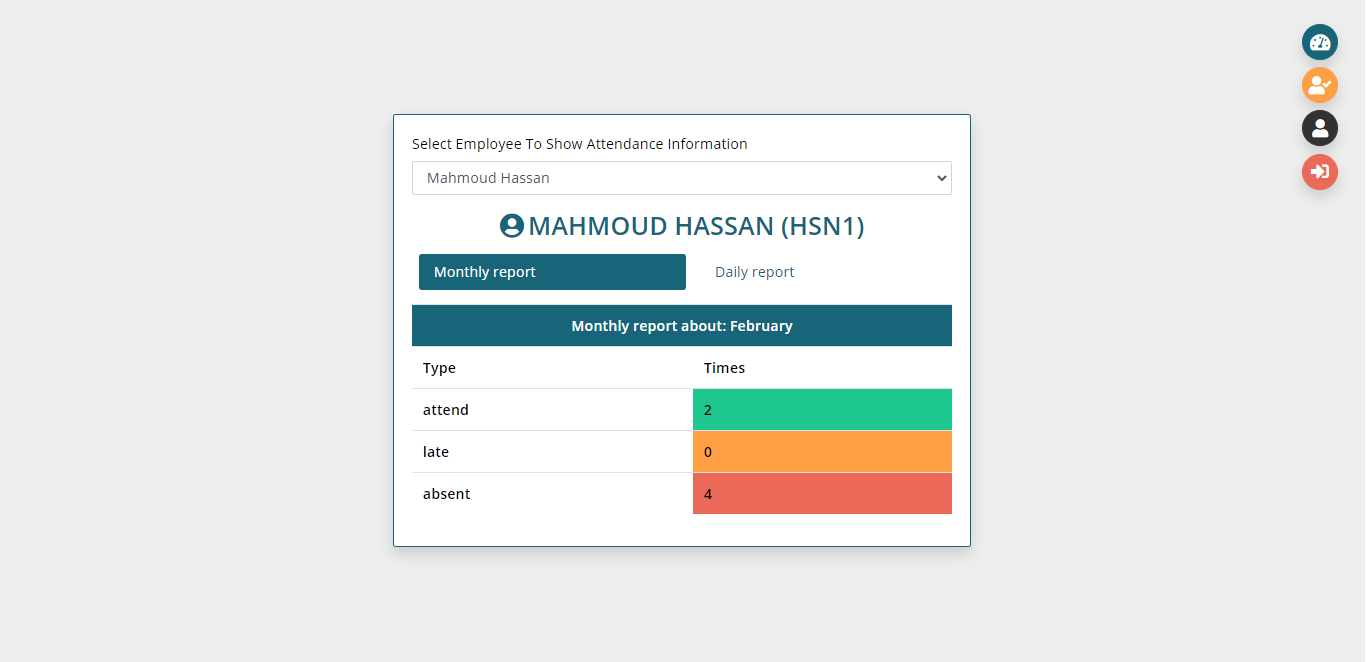 Select Employee To Show Attendance Information
Mahmoud Hassan
MAHMOUD HASSAN (HSN1)
Monthly report Daily report
Monthly report about: February
Type Times
attend 2
late 0
absent 4